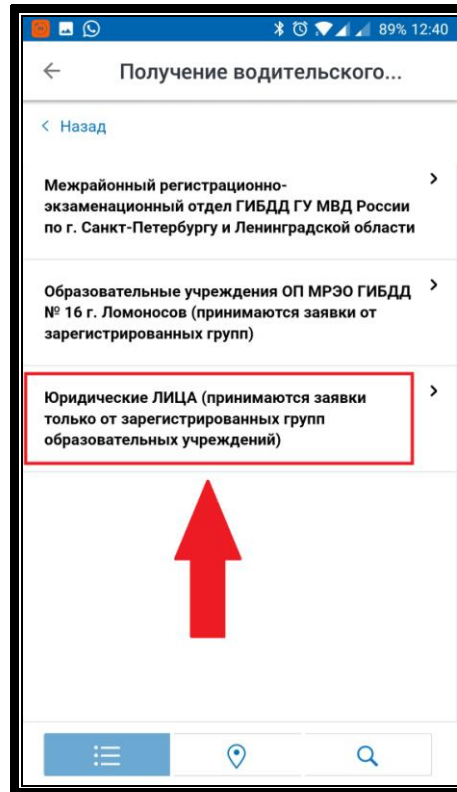 89% 12:40
Получение водительского...
< Назад
Межрайонный регистрационно-
экзаменационный отдел ГИБДД ГУ МВД России
по г. Санкт-Петербургу и Ленинградской области
Образовательные учреждения ОП МРЭО ГИБДД
№ 16 г. Ломоносов (принимаются заявки от
зарегистрированных групп)
Юридические ЛИЦА (принимаются заявки
только от зарегистрированных групп
образовательных учреждений)